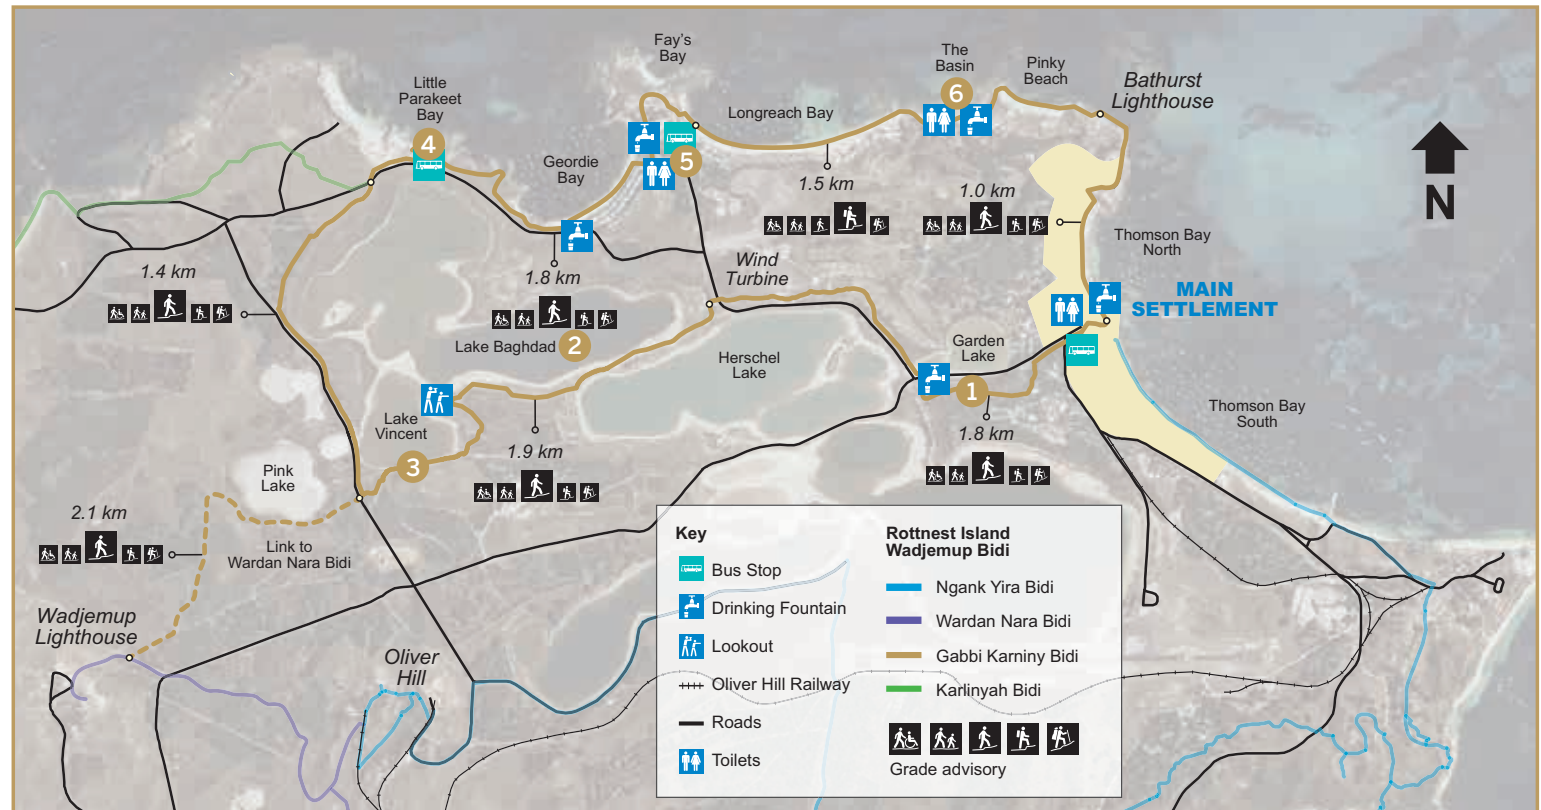 Fay's
Bay
The
Basin
Pinky
Beach
Bathurst
Lighthouse
Little
Parakeet
Bay
6
Longreach Bay
4
N
Geordie
Bay
5
1.5 km
1.0 km
Thomson Bay
North
Wind
Turbine
1.4 km
1.8 km
MAIN
SETTLEMENT
Lake Baghdad
2
Herschel
Lake
Garden
Lake
1
Lake
Vincent
Thomson Bay
South
1.8 km
1.9 km
3
Pink
Lake
2.1 km
Link to
Wardan Nara Bidi
Wadjemup
Lighthouse
Oliver
Hill
Key
Bus Stop
Drinking Fountain
Lookout
Oliver Hill Railway
Roads
Toilets
Rottnest Island
Wadjemup Bidi
Ngank Yira Bidi
Wardan Nara Bidi
Gabbi Karniny Bidi
Karlinyah Bidi
Grade advisory